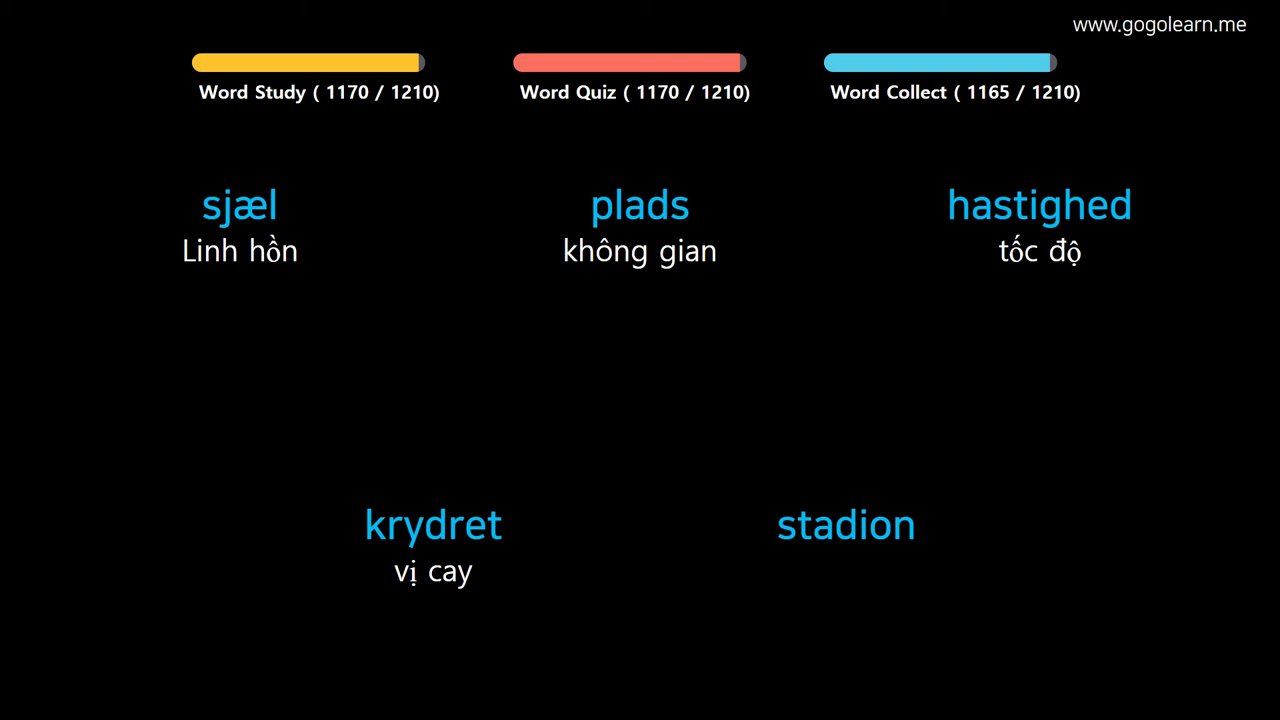 www.gogolearn.me
Word Study ( 1170 / 1210)
Word Quiz ( 1170 / 1210)
Word Collect ( 1165 / 1210)
sjæl
Linh hồn
plads
không gian
hastighed
tốc độ
krydret
vị cay
stadion